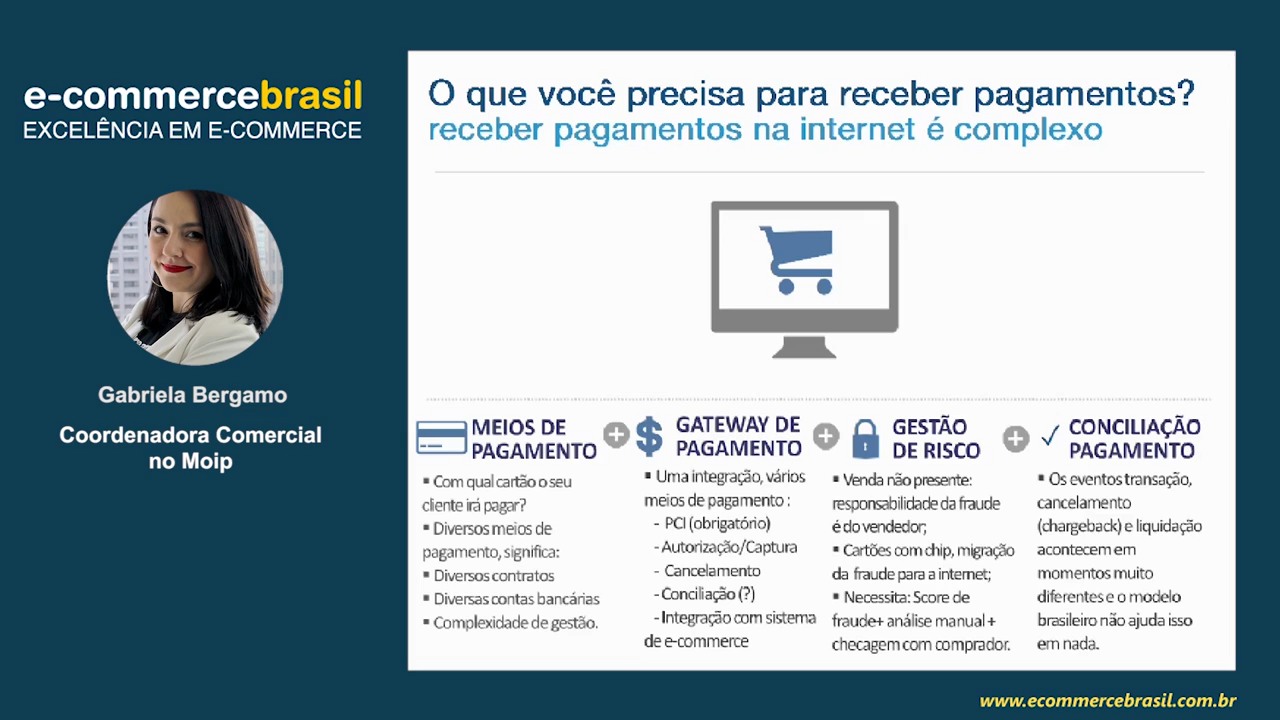 e-commercebrasil
EXCELÊNCIA EM E-COMMERCE
Gabriela Bergamo
Coordenadora Comercial
no Moip
O que você precisa para receber pagamentos?
receber pagamentos na internet é complexo
MEIOS DE
PAGAMENTO
▪ Com qual cartão o seu
cliente irá pagar?
▪ Diversos meios de
pagamento, significa:
▪ Diversos contratos
▪ Diversas contas bancárias
▪ Complexidade de gestão.
$
GATEWAY DE
PAGAMENTO
▪ Uma integração, vários
meios de pagamento :
- PCI (obrigatório)
- Autorização/Captura
- Cancelamento
- Conciliação (?)
- Integração com sistema
de e-commerce
GESTÃO
DE RISCO
▪ Venda não presente:
responsabilidade da fraude
é do vendedor;
▪ Cartões com chip, migração
da fraude para a internet;
▪ Necessita: Score de
fraude+ análise manual +
checagem com comprador.
CONCILIAÇÃO
PAGAMENTO
▪ Os eventos transação,
cancelamento
(chargeback) e liquidação
acontecem em
momentos muito
diferentes e o modelo
brasileiro não ajuda isso
em nada.
www.ecommercebrasil.com.br